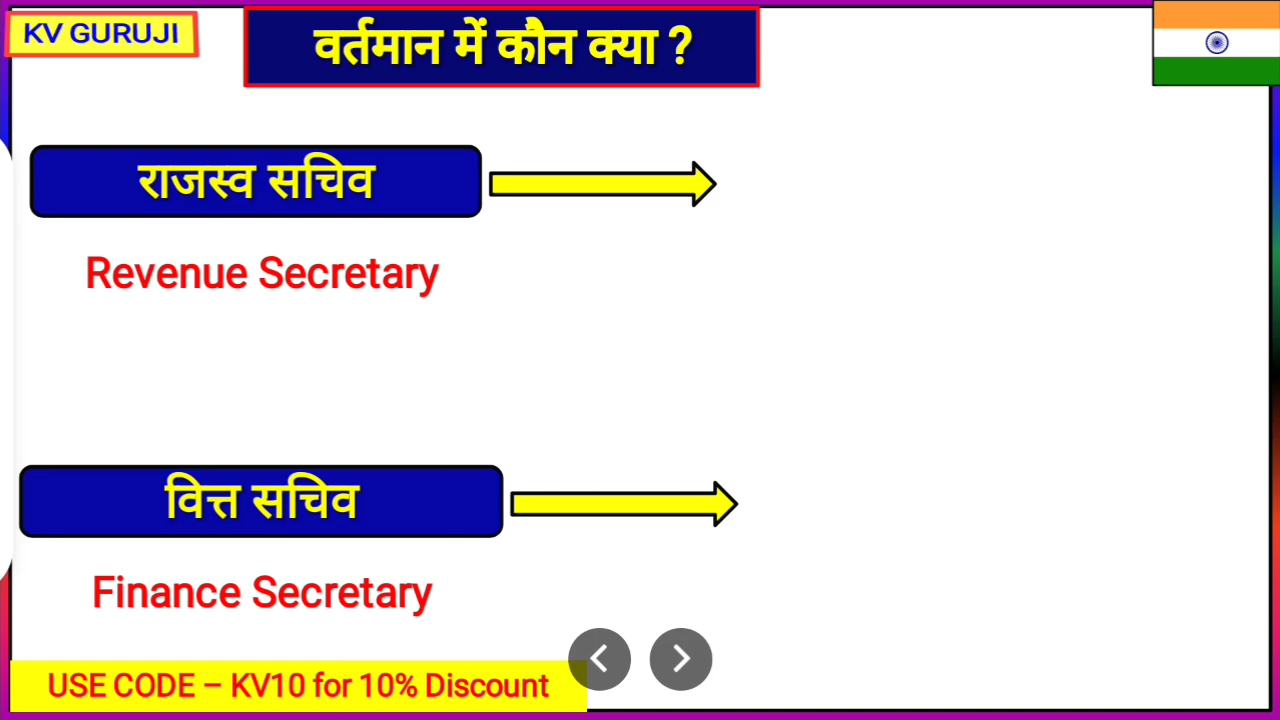 KV GURUJI
वर्तमान में कौन क्या ?
राजस्व सचिव
Revenue Secretary
वित्त सचिव
Finance Secretary
USE CODE – KV10 for 10% Discount